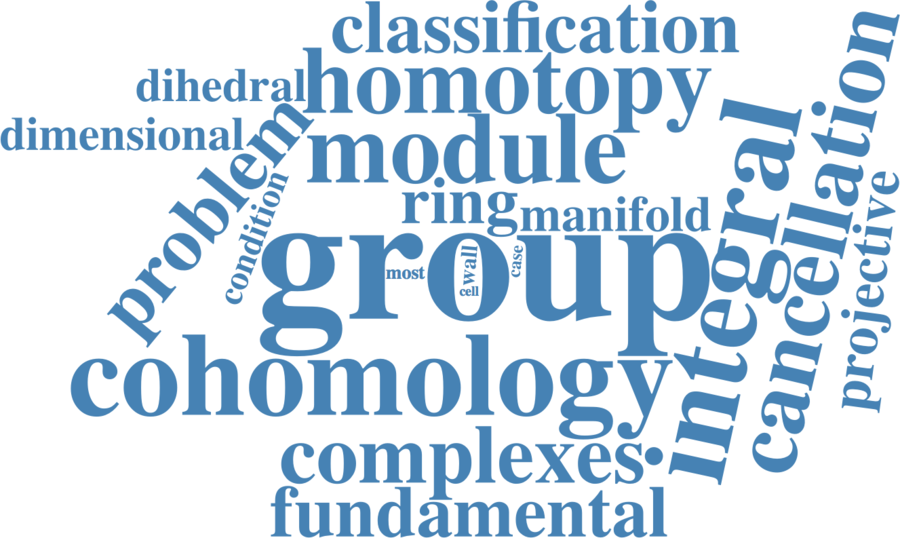 classification
dihedral
homotopy
dimensional
problem
module
condition
ring
manifold
group
most
wall
cell
case
integral
cancellation
projective
cohomology
complexes
fundamental